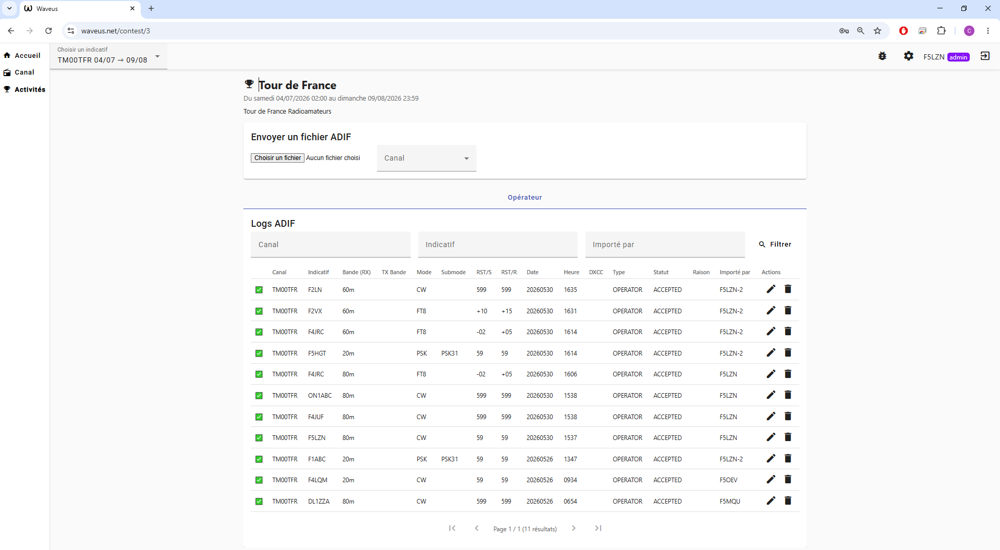 Waveus
waveus.net/contest/3
C
Accueil
Canal
Activités
Choisir un indicatif
TM00TFR 04/07 → 09/08
F5LZN admin
Tour de France
Du samedi 04/07/2026 02:00 au dimanche 09/08/2026 23:59
Tour de France Radioamateurs
Envoyer un fichier ADIF
Choisir un fichier Aucun fichier choisi Canal
Opérateur
Logs ADIF
Canal Indicatif Importé par Filtrer
Canal Indicatif Bande (RX) TX Bande Mode Submode RST/S RST/R Date Heure DXCC Type Statut Raison Importé par Actions
TM00TFR F2LN 60m CW 599 599 20260530 1635 OPERATOR ACCEPTED F5LZN-2
TM00TFR F2VX 60m FT8 +10 +15 20260530 1631 OPERATOR ACCEPTED F5LZN-2
TM00TFR F4JRC 60m FT8 -02 +05 20260530 1614 OPERATOR ACCEPTED F5LZN-2
TM00TFR F5HGT 20m PSK PSK31 59 59 20260530 1614 OPERATOR ACCEPTED F5LZN-2
TM00TFR F4JRC 80m FT8 -02 +05 20260530 1606 OPERATOR ACCEPTED F5LZN
TM00TFR ON1ABC 80m CW 599 599 20260530 1538 OPERATOR ACCEPTED F5LZN
TM00TFR F4JUF 80m CW 599 599 20260530 1538 OPERATOR ACCEPTED F5LZN
TM00TFR F5LZN 80m CW 59 59 20260530 1537 OPERATOR ACCEPTED F5LZN
TM00TFR F1ABC 20m PSK PSK31 59 59 20260526 1347 OPERATOR ACCEPTED F5LZN-2
TM00TFR F4LQM 20m CW 59 59 20260526 0934 OPERATOR ACCEPTED F5OEV
TM00TFR DL1ZZA 80m CW 599 599 20260526 0654 OPERATOR ACCEPTED F5MQU
Page 1 / 1 (11 résultats)